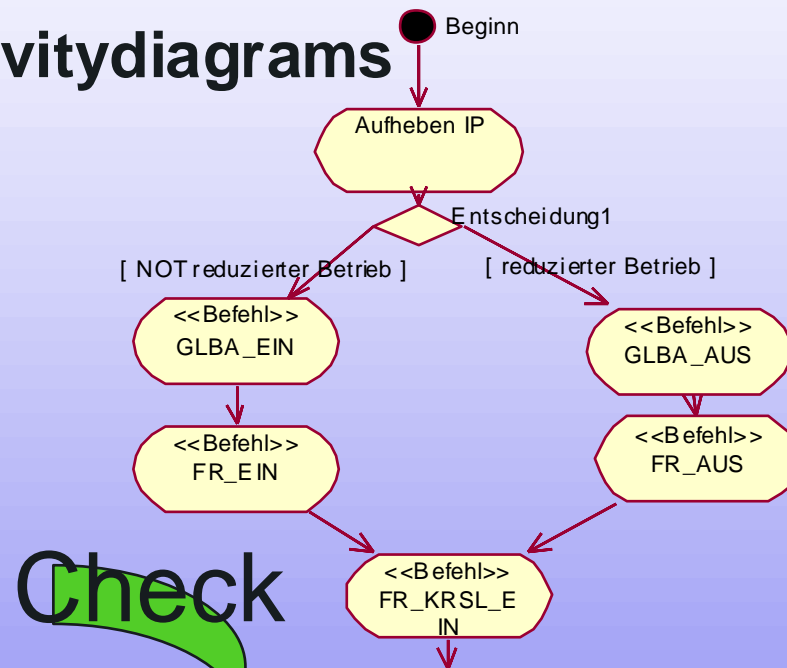 vitydiagrams
Beginn
Aufheben IP
Entscheidung1
[ NOT reduzierter Betrieb ]
[ reduzierter Betrieb ]
<<Befehl>>
GLBA_EIN
<<Befehl>>
GLBA_AUS
<<Befehl>>
FR_EIN
<<Befehl>>
FR_AUS
Check
<<Befehl>>
FR_KRSL_E
IN